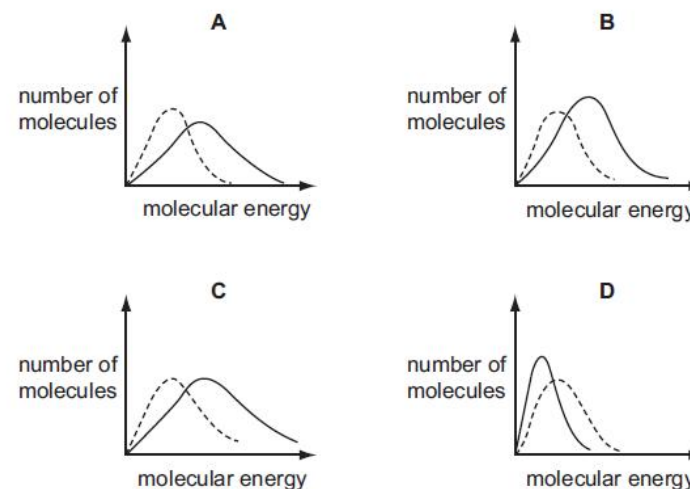 A
number of
molecules
molecular energy
B
number of
molecules
molecular energy
C
number of
molecules
molecular energy
D
number of
molecules
molecular energy